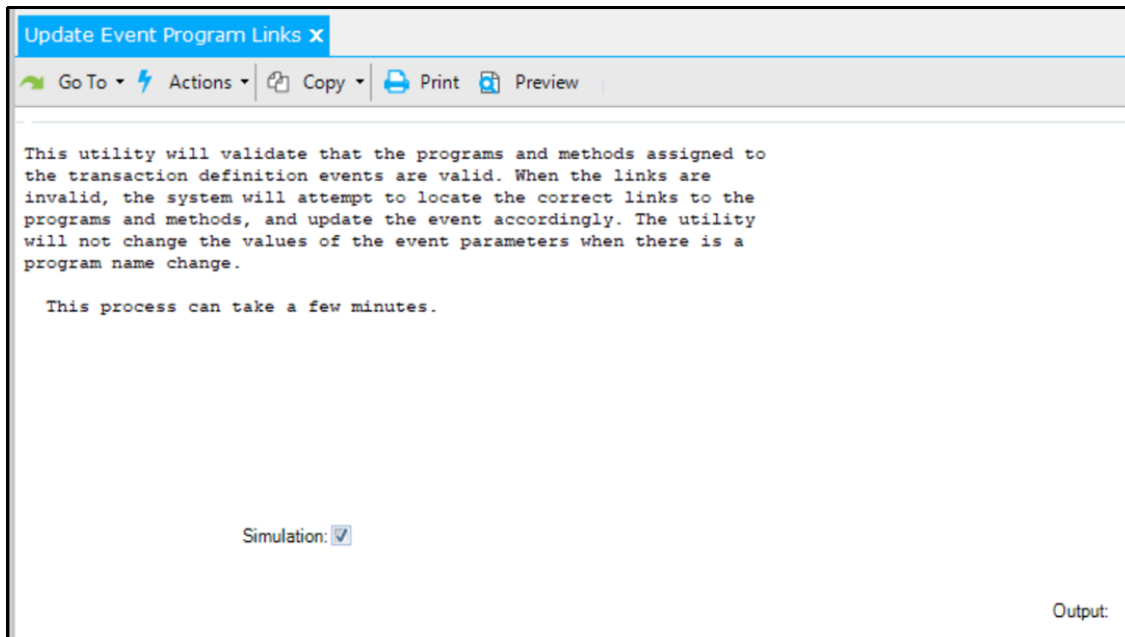 Update Event Program Links x
Go To Actions Copy Print Preview
This utility will validate that the programs and methods assigned to
the transaction definition events are valid. When the links are
invalid, the system will attempt to locate the correct links to the
programs and methods, and update the event accordingly. The utility
will not change the values of the event parameters when there is a
program name change.
This process can take a few minutes.
Simulation:
Output: